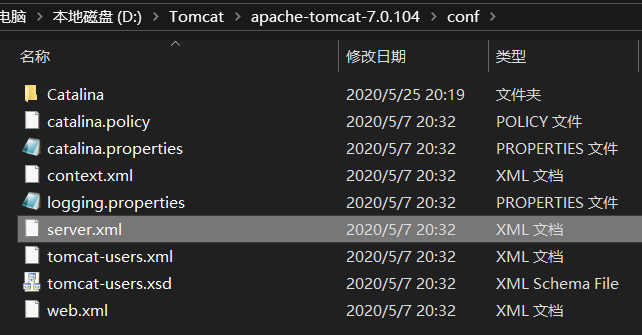 电脑 > 本地磁盘 (D:) > Tomcat > apache-tomcat-7.0.104 > conf >
名称 修改日期 类型
Catalina 2020/5/25 20:19 文件夹
catalina.policy 2020/5/7 20:32 POLICY 文件
catalina.properties 2020/5/7 20:32 PROPERTIES 文件
context.xml 2020/5/7 20:32 XML 文档
logging.properties 2020/5/7 20:32 PROPERTIES 文件
server.xml 2020/5/7 20:32 XML 文档
tomcat-users.xml 2020/5/7 20:32 XML 文档
tomcat-users.xsd 2020/5/7 20:32 XML Schema File
web.xml 2020/5/7 20:32 XML 文档